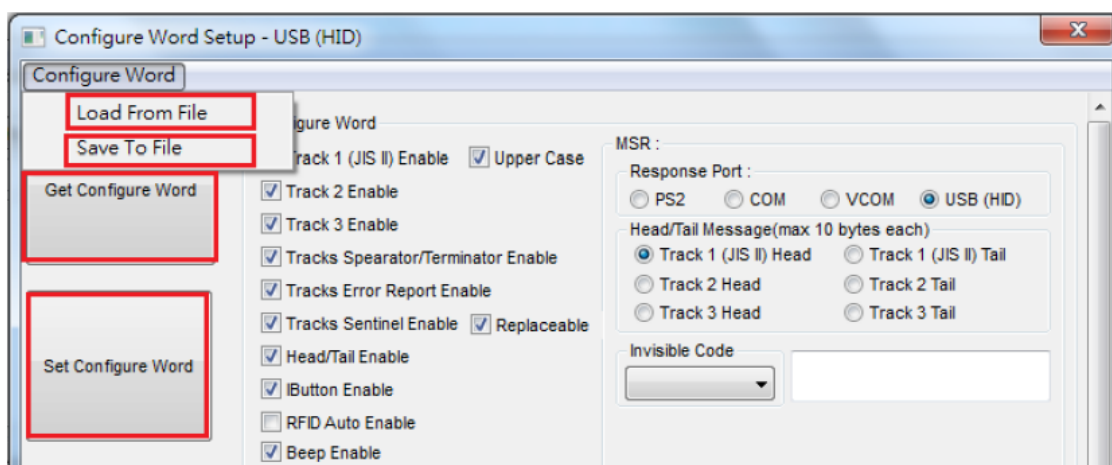 Configure Word Setup - USB (HID)
Configure Word
Load From File
Save To File
Get Configure Word
Set Configure Word
igure Word
Track 1 (JIS II) Enable Upper Case
Track 2 Enable
Track 3 Enable
Tracks Spearator/Terminator Enable
Tracks Error Report Enable
Tracks Sentinel Enable Replaceable
Head/Tail Enable
IButton Enable
RFID Auto Enable
Beep Enable
MSR :
Response Port :
PS2 COM VCOM USB (HID)
Head/Tail Message(max 10 bytes each)
Track 1 (JIS II) Head Track 1 (JIS II) Tail
Track 2 Head Track 2 Tail
Track 3 Head Track 3 Tail
Invisible Code